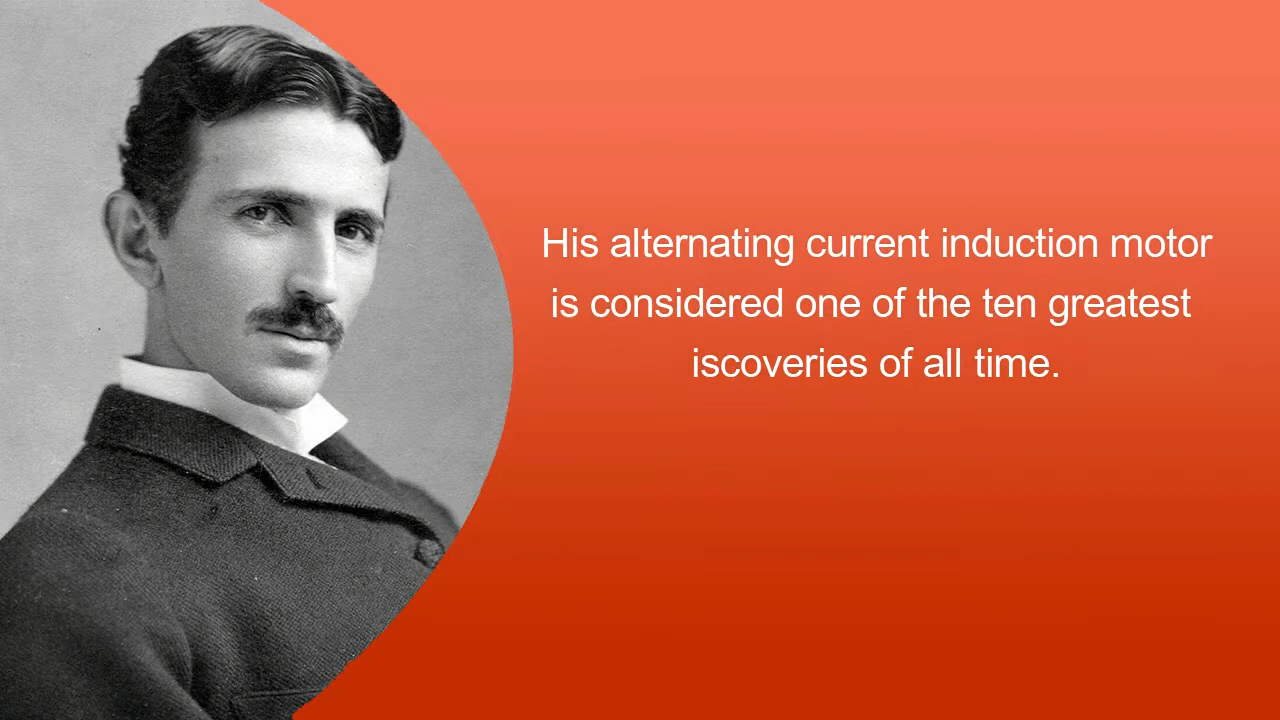 His alternating current induction motor
is considered one of the ten greatest
iscoveries of all time.